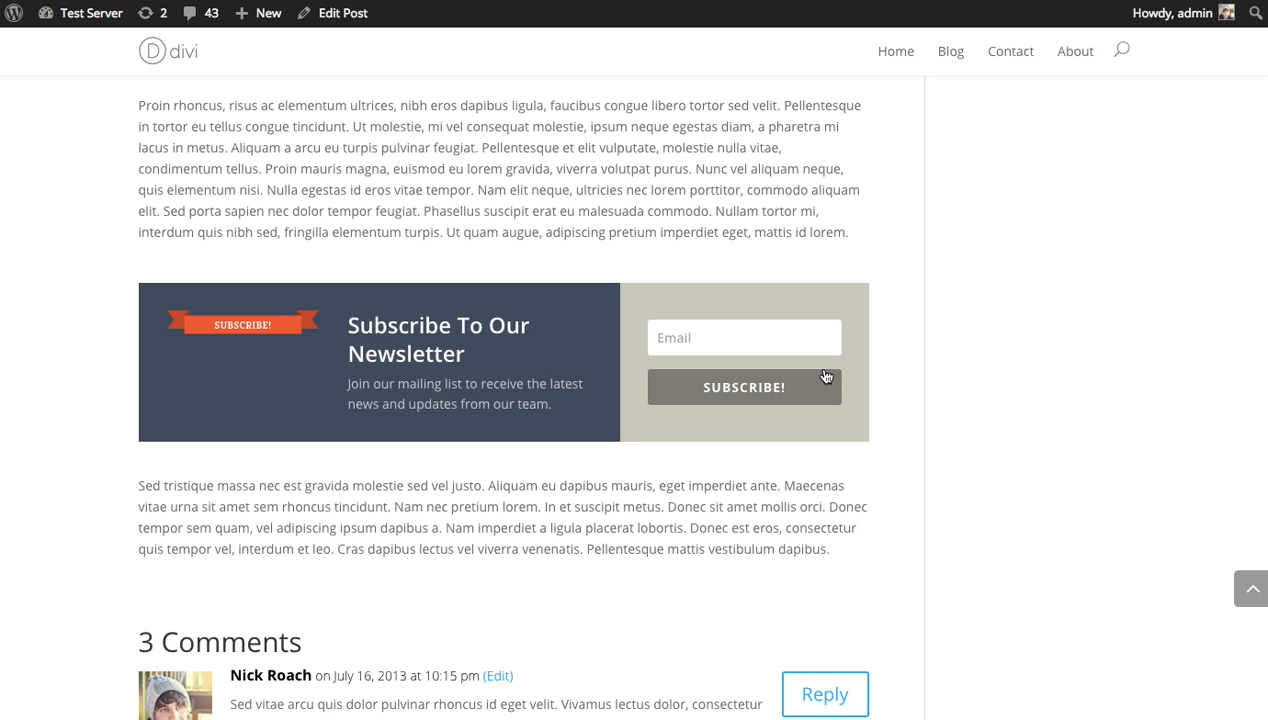 Test Server 2 43 New Edit Post Howdy, admin
D divi Home Blog Contact About
Proin rhoncus, risus ac elementum ultrices, nibh eros dapibus ligula, faucibus congue libero tortor sed velit. Pellentesque
in tortor eu tellus congue tincidunt. Ut molestie, mi vel consequat molestie, ipsum neque egestas diam, a pharetra mi
lacus in metus. Aliquam a arcu eu turpis pulvinar feugiat. Pellentesque et elit vulputate, molestie nulla vitae,
condimentum tellus. Proin mauris magna, euismod eu lorem gravida, viverra volutpat purus. Nunc vel aliquam neque,
quis elementum nisi. Nulla egestas id eros vitae tempor. Nam elit neque, ultricies nec lorem porttitor, commodo aliquam
elit. Sed porta sapien nec dolor tempor feugiat. Phasellus suscipit erat eu malesuada commodo. Nullam tortor mi,
interdum quis nibh sed, fringilla elementum turpis. Ut quam augue, adipiscing pretium imperdiet eget, mattis id lorem.
SUBSCRIBE!
Subscribe To Our
Newsletter
Join our mailing list to receive the latest
news and updates from our team.
Email
SUBSCRIBE!
Sed tristique massa nec est gravida molestie sed vel justo. Aliquam eu dapibus mauris, eget imperdiet ante. Maecenas
vitae urna sit amet sem rhoncus tincidunt. Nam nec pretium lorem. In et suscipit metus. Donec sit amet mollis orci. Donec
tempor sem quam, vel adipiscing ipsum dapibus a. Nam imperdiet a ligula placerat lobortis. Donec est eros, consectetur
quis tempor vel, interdum et leo. Cras dapibus lectus vel viverra venenatis. Pellentesque mattis vestibulum dapibus.
3 Comments
Nick Roach on July 16, 2013 at 10:15 pm (Edit)
Reply
Sed vitae arcu quis dolor pulvinar rhoncus id eget velit. Vivamus lectus dolor, consectetur